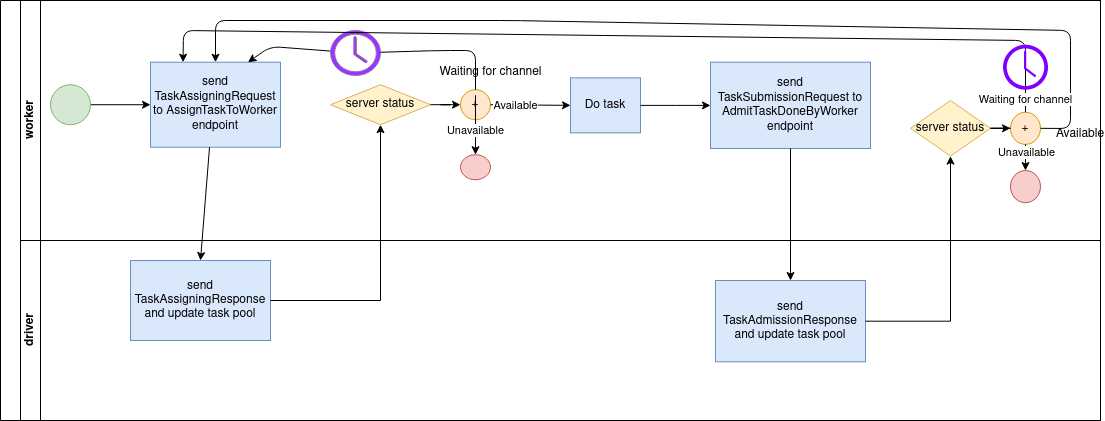 worker
send
TaskAssigningRequest
to AssignTaskToWorker
endpoint
server status
Waiting for channel
+
Available
Unavailable
Do task
send
TaskSubmissionRequest to
AdmitTaskDoneByWorker
endpoint
server status
Waiting for channel
+
Available
Unavailable
driver
send
TaskAssigningResponse
and update task pool
send
TaskAdmissionResponse
and update task pool